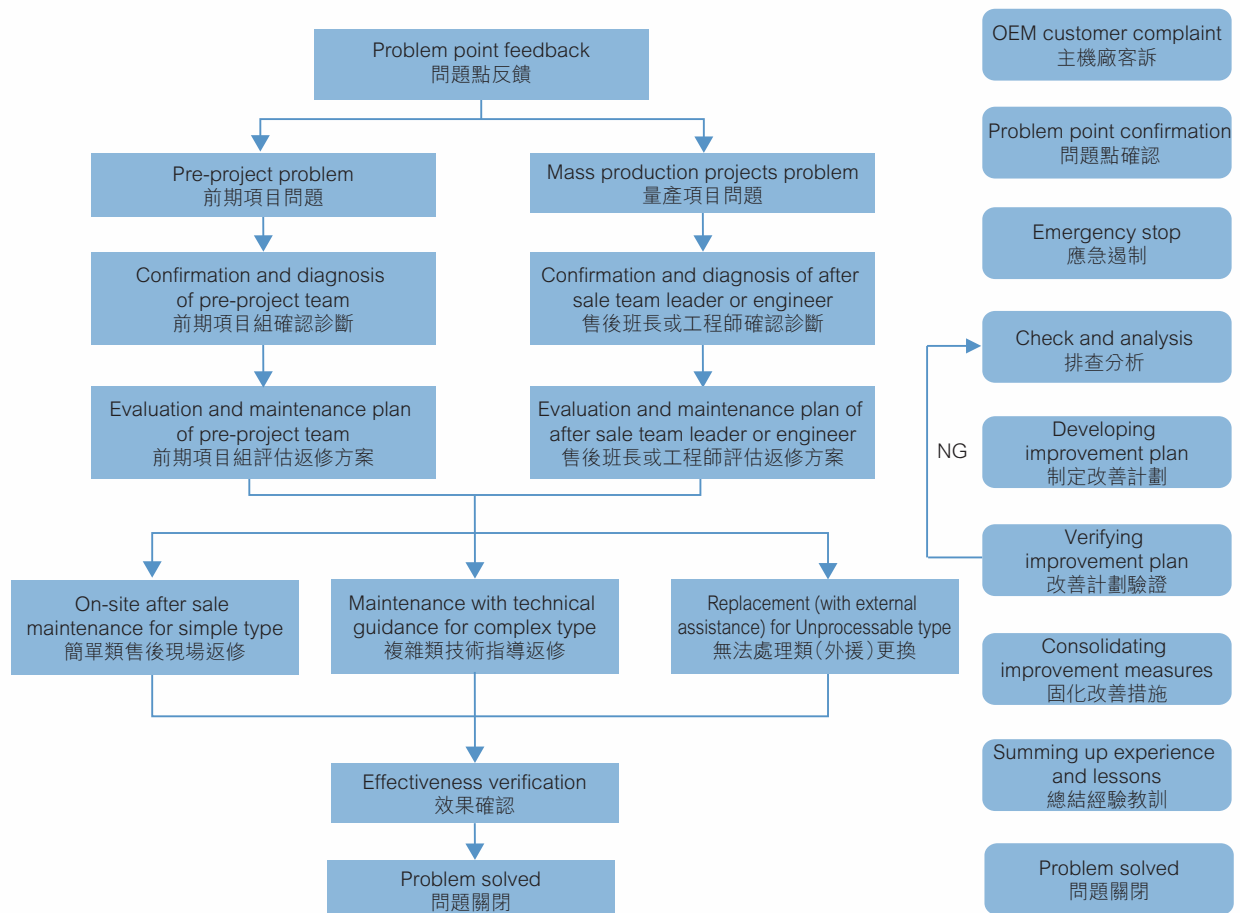 Problem point feedback
問題點反饋
Pre-project problem
前期項目問題
Mass production projects problem
量產項目問題
Confirmation and diagnosis
of pre-project team
前期項目組確認診斷
Confirmation and diagnosis of after
sale team leader or engineer
售後班長或工程師確認診斷
Evaluation and maintenance plan
of pre-project team
前期項目組評估返修方案
Evaluation and maintenance plan of
after sale team leader or engineer
售後班長或工程師評估返修方案
On-site after sale
maintenance for simple type
簡單類售後現場返修
Maintenance with technical
guidance for complex type
複雜類技術指導返修
Replacement (with external
assistance) for Unprocessable type
無法處理類(外援)更換
Effectiveness verification
效果確認
Problem solved
問題關閉
OEM customer complaint
主機廠客訴
Problem point confirmation
問題點確認
Emergency stop
應急遏制
Check and analysis
排查分析
NG
Developing
improvement plan
制定改善計劃
Verifying
improvement plan
改善計劃驗證
Consolidating
improvement measures
固化改善措施
Summing up experience
and lessons
總結經驗教訓
Problem solved
問題關閉